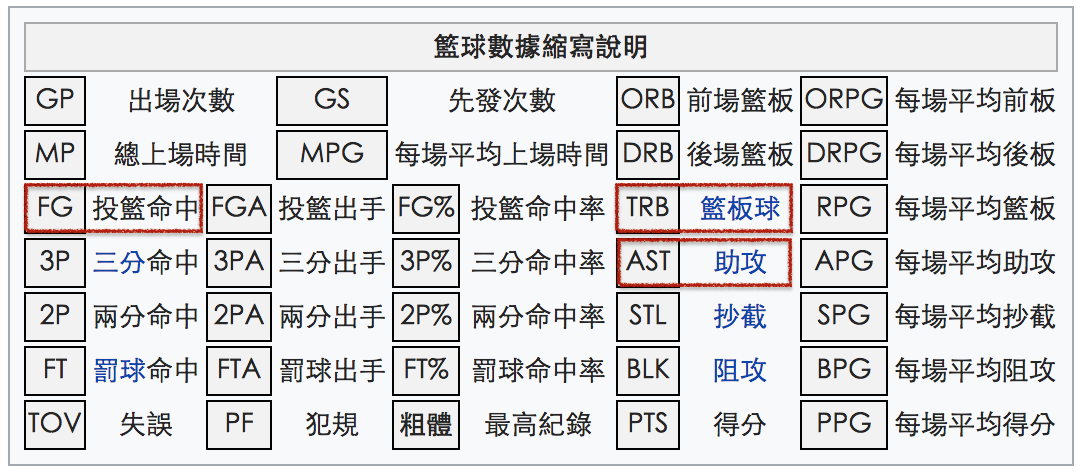 籃球數據縮寫說明
GP 出場次數 GS 先發次數 ORB 前場籃板 ORPG 每場平均前板
MP 總上場時間 MPG 每場平均上場時間 DRB 後場籃板 DRPG 每場平均後板
FG 投籃命中 FGA 投籃出手 FG% 投籃命中率 TRB 籃板球 RPG 每場平均籃板
3P 三分命中 3PA 三分出手 3P% 三分命中率 AST 助攻 APG 每場平均助攻
2P 兩分命中 2PA 兩分出手 2P% 兩分命中率 STL 抄截 SPG 每場平均抄截
FT 罰球命中 FTA 罰球出手 FT% 罰球命中率 BLK 阻攻 BPG 每場平均阻攻
TOV 失誤 PF 犯規 粗體 最高紀錄 PTS 得分 PPG 每場平均得分